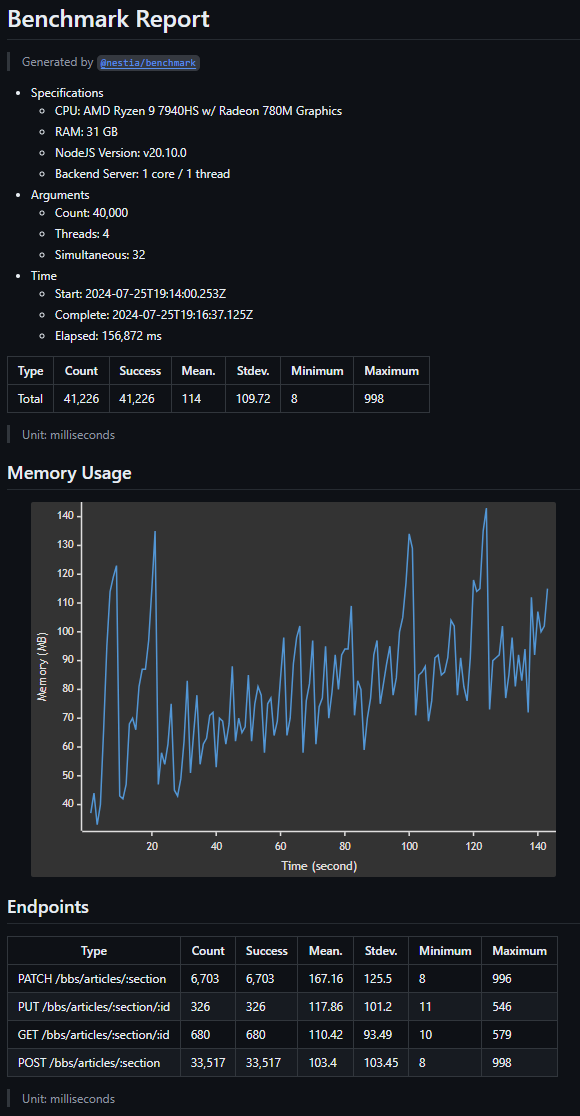 Benchmark Report
Generated by @nestia/benchmark
Specifications
CPU: AMD Ryzen 9 7940HS w/ Radeon 780M Graphics
RAM: 31 GB
NodeJS Version: v20.10.0
Backend Server: 1 core / 1 thread
Arguments
Count: 40,000
Threads: 4
Simultaneous: 32
Time
Start: 2024-07-25T19:14:00.253Z
Complete: 2024-07-25T19:16:37.125Z
Elapsed: 156,872 ms
Type Count Success Mean. Stdev. Minimum Maximum
Total 41,226 41,226 114 109.72 8 998
Unit: milliseconds
Memory Usage
140
130
120
110
100
90
80
70
60
50
40
Memory (MB)
20 40 60 80 100 120 140
Time (second)
Endpoints
Type Count Success Mean. Stdev. Minimum Maximum
PATCH /bbs/articles/:section 6,703 6,703 167.16 125.5 8 996
PUT /bbs/articles/:section/:id 326 326 117.86 101.2 11 546
GET /bbs/articles/:section/:id 680 680 110.42 93.49 10 579
POST /bbs/articles/:section 33,517 33,517 103.4 103.45 8 998
Unit: milliseconds